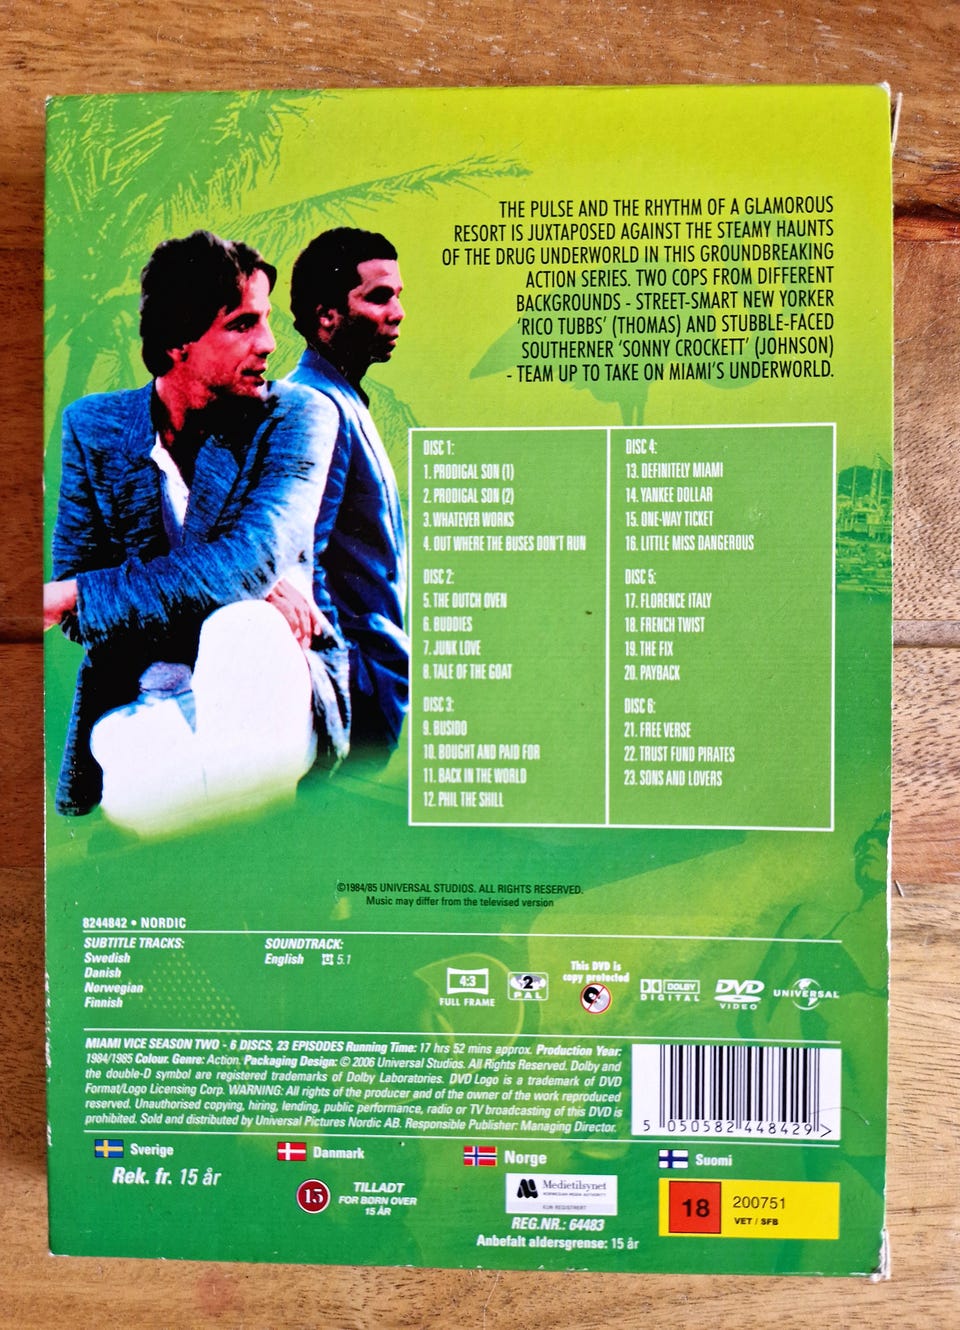 THE PULSE AND THE RHYTHM OF A GLAMOROUS
RESORT IS JUXTAPOSED AGAINST THE STEAMY HAUNTS
OF THE DRUG UNDERWORLD IN THIS GROUNDBREAKING
ACTION SERIES. TWO COPS FROM DIFFERENT
BACKGROUNDS - STREET-SMART NEW YORKER
'RICO TUBBS' (THOMAS) AND STUBBLE-FACED
SOUTHERNER 'SONNY CROCKETT' (JOHNSON)
- TEAM UP TO TAKE ON MIAMI'S UNDERWORLD.
DISC 1:
1. PRODIGAL SON (1)
2. PRODIGAL SON (2)
3. WHATEVER WORKS
4. OUT WHERE THE BUSES DON'T RUN
DISC 2:
5. THE DUTCH OVEN
6. BUDDIES
7. JUNK LOVE
8. TALE OF THE GOAT
DISC 3:
9. BUSIDO
10. BOUGHT AND PAID FOR
11. BACK IN THE WORLD
12. PHIL THE SHILL
DISC 4:
13. DEFINITELY MIAMI
14. YANKEE DOLLAR
15. ONE-WAY TICKET
16. LITTLE MISS DANGEROUS
DISC 5:
17. FLORENCE ITALY
18. FRENCH TWIST
19. THE FIX
20. PAYBACK
DISC 6:
21. FREE VERSE
22. TRUST FUND PIRATES
23. SONS AND LOVERS
©1984/85 UNIVERSAL STUDIOS. ALL RIGHTS RESERVED.
Music may differ from the televised version
8244842 • NORDIC
SUBTITLE TRACKS:
Swedish
Danish
Norwegian
Finnish
SOUNDTRACK:
English 5.1
4:3
FULL FRAME
2
PAL
This DVD is
copy protected
DOLBY
DIGITAL
DVD
VIDEO
UNIVERSAL
MIAMI VICE SEASON TWO - 6 DISCS, 23 EPISODES Running Time: 17 hrs 52 mins approx. Production Year:
1984/1985 Colour. Genre: Action. Packaging Design: © 2006 Universal Studios. All Rights Reserved. Dolby and
the double-D symbol are registered trademarks of Dolby Laboratories. DVD Logo is a trademark of DVD
Format/Logo Licensing Corp. WARNING: All rights of the producer and of the owner of the work reproduced
reserved. Unauthorised copying, hiring, lending, public performance, radio or TV broadcasting of this DVD is
prohibited. Sold and distributed by Universal Pictures Nordic AB. Responsible Publisher: Managing Director.
5 050582 448429 >
Sverige
Rek. fr. 15 år
Danmark
15
TILLADT
FOR BØRN OVER
15 ÅR
Norge
Medietilsynet
NORWEGIAN MEDIA AUTHORITY
KUN REGISTRERT
REG.NR.: 64483
Anbefalt aldersgrense: 15 år
Suomi
18
200751
VET / SFB